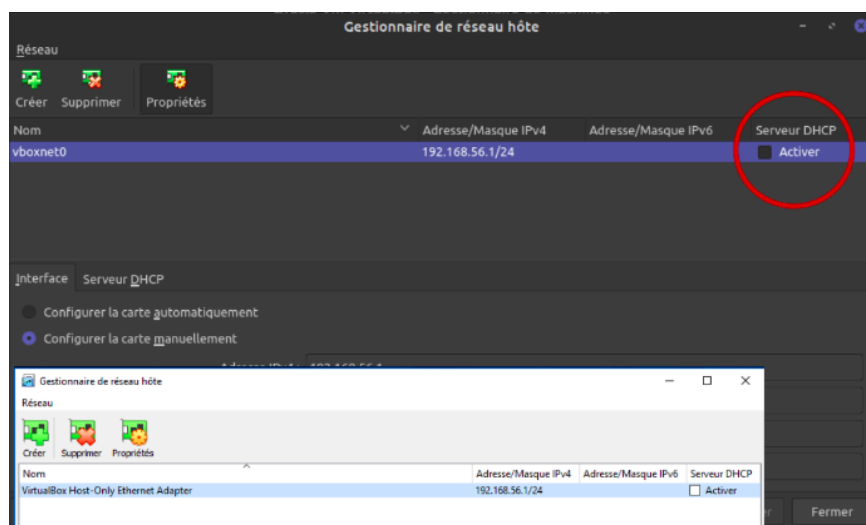 Gestionnaire de réseau hôte
Réseau
Créer Supprimer Propriétés
Nom Adresse/Masque IPv4 Adresse/Masque IPv6 Serveur DHCP
vboxnet0 192.168.56.1/24 Activer
Interface Serveur DHCP
Configurer la carte automatiquement
Configurer la carte manuellement
Gestionnaire de réseau hôte
Réseau
Créer Supprimer Propriétés
Nom Adresse/Masque IPv4 Adresse/Masque IPv6 Serveur DHCP
VirtualBox Host-Only Ethernet Adapter 192.168.56.1/24 Activer
Fermer